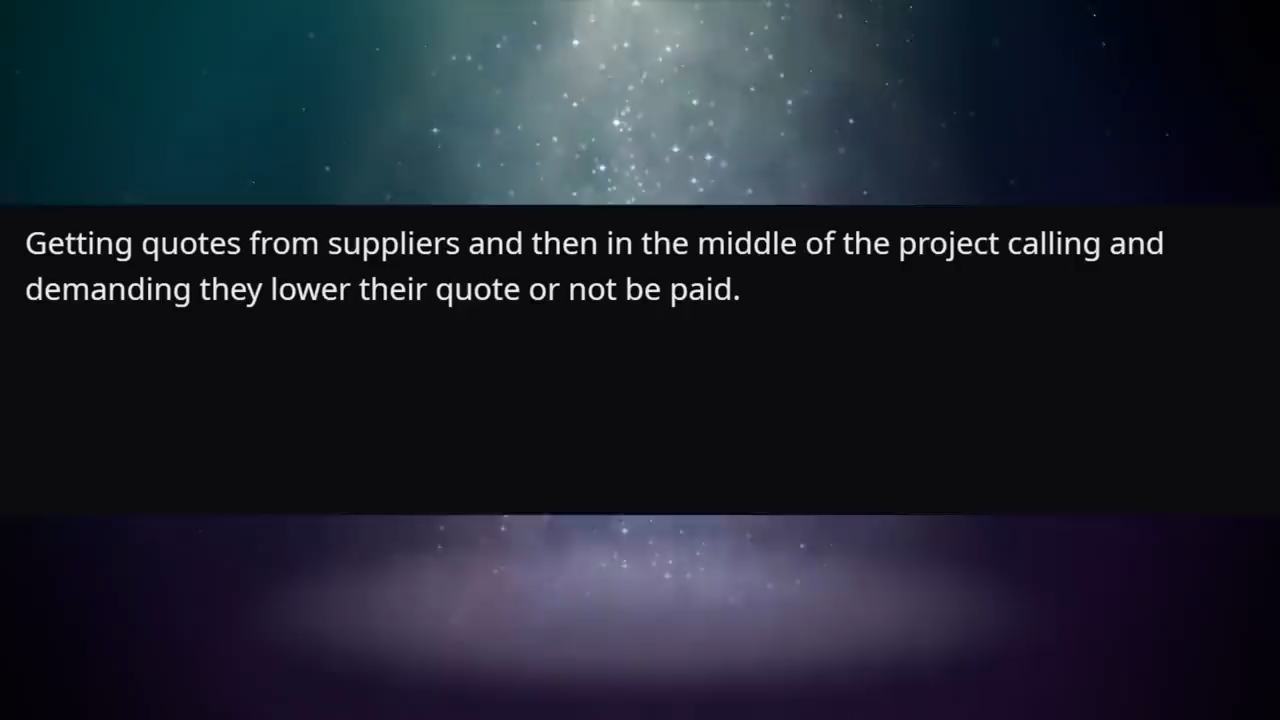 Getting quotes from suppliers and then in the middle of the project calling and
demanding they lower their quote or not be paid.